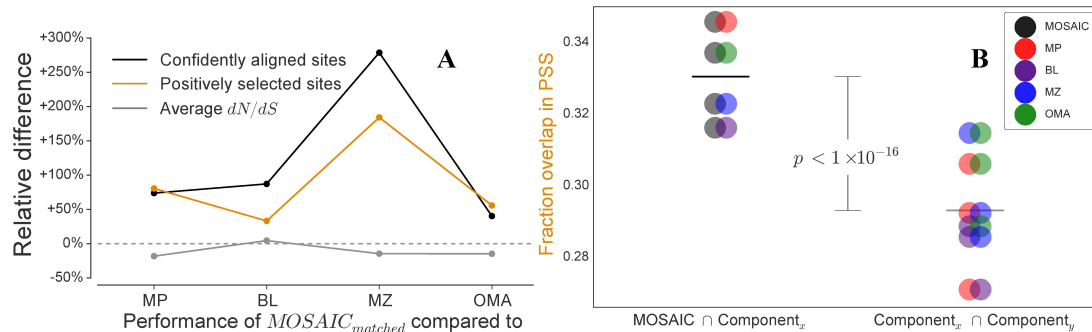 +300%
+250%
+200%
+150%
+100%
+50%
0%
-50%
Relative difference
Confidently aligned sites
Positively selected sites
Average dN/dS
A
MP BL MZ OMA
Performance of MOSAIC_matched compared to
Fraction overlap in PSS
0.34
0.32
0.30
0.28
B
MOSAIC
MP
BL
MZ
OMA
p < 1×10^−16
MOSAIC ∩ Component_x
Component_x ∩ Component_y